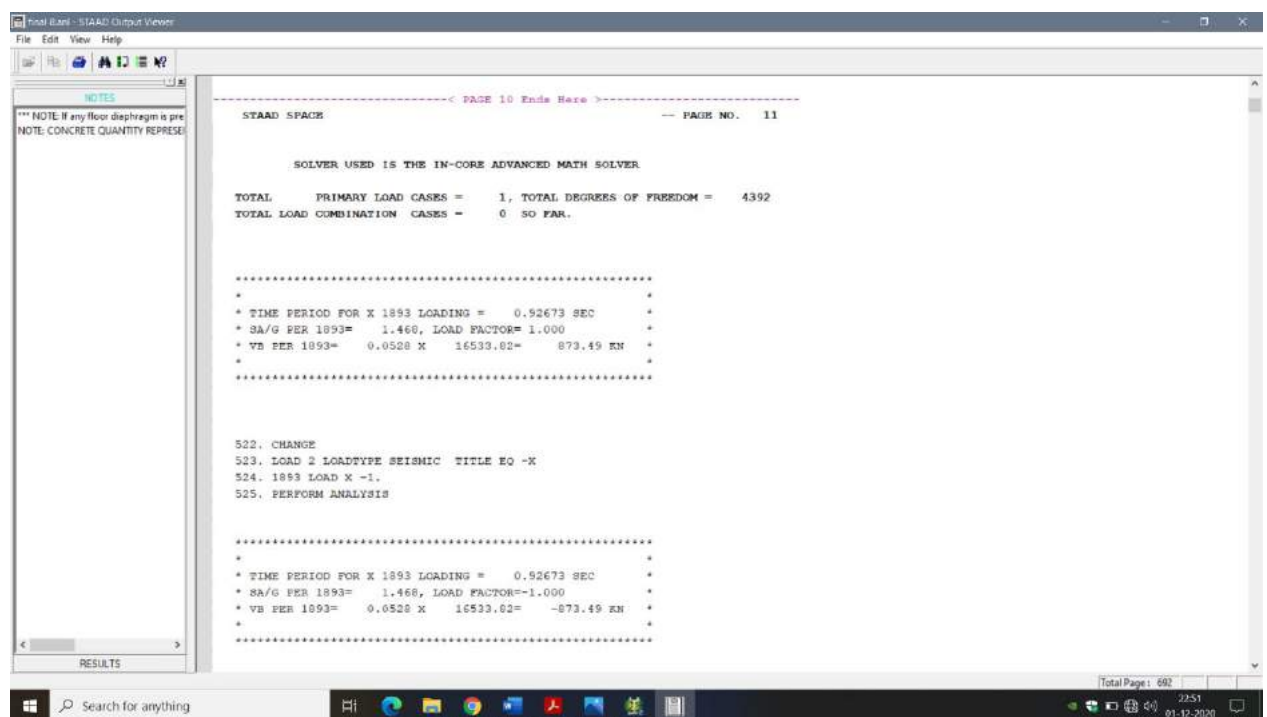 final 8.anl - STAAD Output Viewer
File Edit View Help
NOTES
*** NOTE: If any floor diaphragm is pre
NOTE: CONCRETE QUANTITY REPRESE
---------------------------------< PAGE 10 Ends Here >---------------------------
STAAD SPACE -- PAGE NO. 11
SOLVER USED IS THE IN-CORE ADVANCED MATH SOLVER
TOTAL PRIMARY LOAD CASES = 1, TOTAL DEGREES OF FREEDOM = 4392
TOTAL LOAD COMBINATION CASES = 0 SO FAR.
***********************************************************
* *
* TIME PERIOD FOR X 1893 LOADING = 0.92673 SEC *
* SA/G PER 1893= 1.468, LOAD FACTOR= 1.000 *
* VB PER 1893= 0.0528 X 16533.82= 873.49 KN *
* *
***********************************************************
522. CHANGE
523. LOAD 2 LOADTYPE SEISMIC TITLE EQ -X
524. 1893 LOAD X -1.
525. PERFORM ANALYSIS
***********************************************************
* *
* TIME PERIOD FOR X 1893 LOADING = 0.92673 SEC *
* SA/G PER 1893= 1.468, LOAD FACTOR=-1.000 *
* VB PER 1893= 0.0528 X 16533.82= -873.49 KN *
* *
***********************************************************
RESULTS
Total Page : 692
Search for anything
22:51
01-12-2020